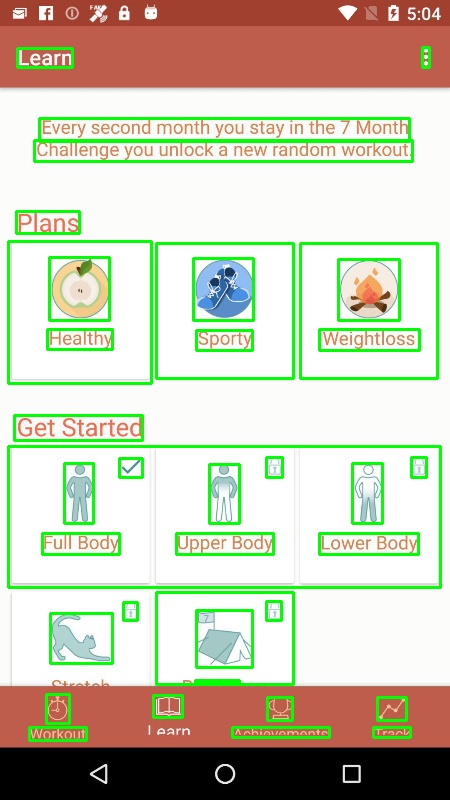 5:04
Learn
Every second month you stay in the 7 Month
Challenge you unlock a new random workout.
Plans
Healthy
Sporty
Weightloss
Get Started
Full Body
Upper Body
Lower Body
7
Stretch
Workout
Learn
Achievements
Track